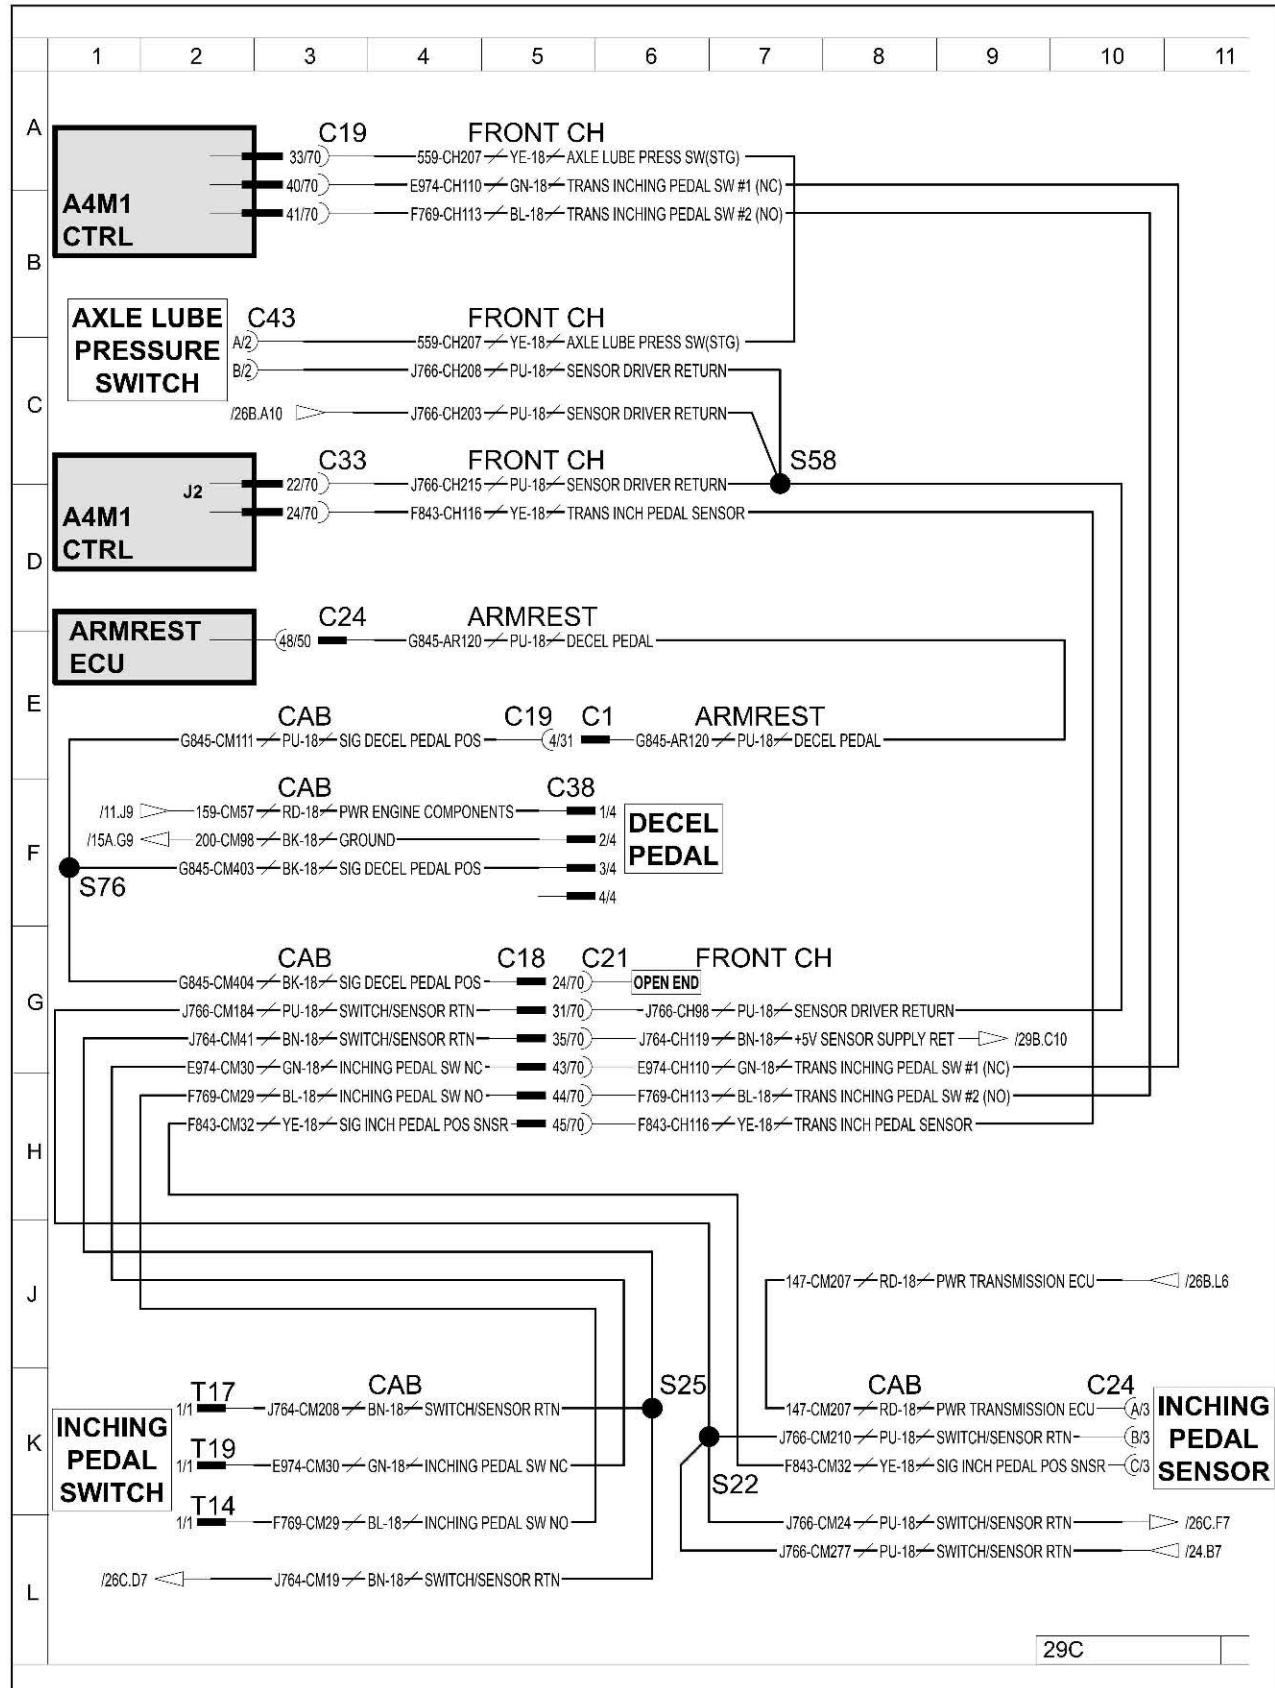 1 2 3 4 5 6 7 8 9 10 11
A
C19 FRONT CH
33/70 559-CH207 YE-18 AXLE LUBE PRESS SW(STG)
40/70 E974-CH110 GN-18 TRANS INCHING PEDAL SW #1 (NC)
A4M1
CTRL
41/70 F769-CH113 BL-18 TRANS INCHING PEDAL SW #2 (NO)
B
AXLE LUBE
PRESSURE
SWITCH
C43 FRONT CH
A/2 559-CH207 YE-18 AXLE LUBE PRESS SW(STG)
B/2 J766-CH208 PU-18 SENSOR DRIVER RETURN
C
/26B.A10 J766-CH203 PU-18 SENSOR DRIVER RETURN
C33 FRONT CH S58
J2 22/70 J766-CH215 PU-18 SENSOR DRIVER RETURN
A4M1
CTRL
24/70 F843-CH116 YE-18 TRANS INCH PEDAL SENSOR
D
ARMREST
ECU
C24 ARMREST
48/50 G845-AR120 PU-18 DECEL PEDAL
E
CAB C19 C1 ARMREST
G845-CM111 PU-18 SIG DECEL PEDAL POS 4/31 G845-AR120 PU-18 DECEL PEDAL
CAB C38
/11.J9 159-CM57 RD-18 PWR ENGINE COMPONENTS 1/4
/15A.G9 200-CM98 BK-18 GROUND 2/4
DECEL
PEDAL
F
G845-CM403 BK-18 SIG DECEL PEDAL POS 3/4
S76
4/4
CAB C18 C21 FRONT CH
G845-CM404 BK-18 SIG DECEL PEDAL POS 24/70 OPEN END
G
J766-CM184 PU-18 SWITCH/SENSOR RTN 31/70 J766-CH98 PU-18 SENSOR DRIVER RETURN
J764-CM41 BN-18 SWITCH/SENSOR RTN 35/70 J764-CH119 BN-18 +5V SENSOR SUPPLY RET /29B.C10
E974-CM30 GN-18 INCHING PEDAL SW NC 43/70 E974-CH110 GN-18 TRANS INCHING PEDAL SW #1 (NC)
F769-CM29 BL-18 INCHING PEDAL SW NO 44/70 F769-CH113 BL-18 TRANS INCHING PEDAL SW #2 (NO)
F843-CM32 YE-18 SIG INCH PEDAL POS SNSR 45/70 F843-CH116 YE-18 TRANS INCH PEDAL SENSOR
H
147-CM207 RD-18 PWR TRANSMISSION ECU /26B.L6
J
T17 CAB S25 CAB C24
1/1 J764-CM208 BN-18 SWITCH/SENSOR RTN 147-CM207 RD-18 PWR TRANSMISSION ECU A/3
INCHING
PEDAL
SWITCH
K
J766-CM210 PU-18 SWITCH/SENSOR RTN B/3
INCHING
PEDAL
SENSOR
T19
1/1 E974-CM30 GN-18 INCHING PEDAL SW NC F843-CM32 YE-18 SIG INCH PEDAL POS SNSR C/3
S22
T14
1/1 F769-CM29 BL-18 INCHING PEDAL SW NO J766-CM24 PU-18 SWITCH/SENSOR RTN /26C.F7
J766-CM277 PU-18 SWITCH/SENSOR RTN /24.B7
/26C.D7 J764-CM19 BN-18 SWITCH/SENSOR RTN
L
29C